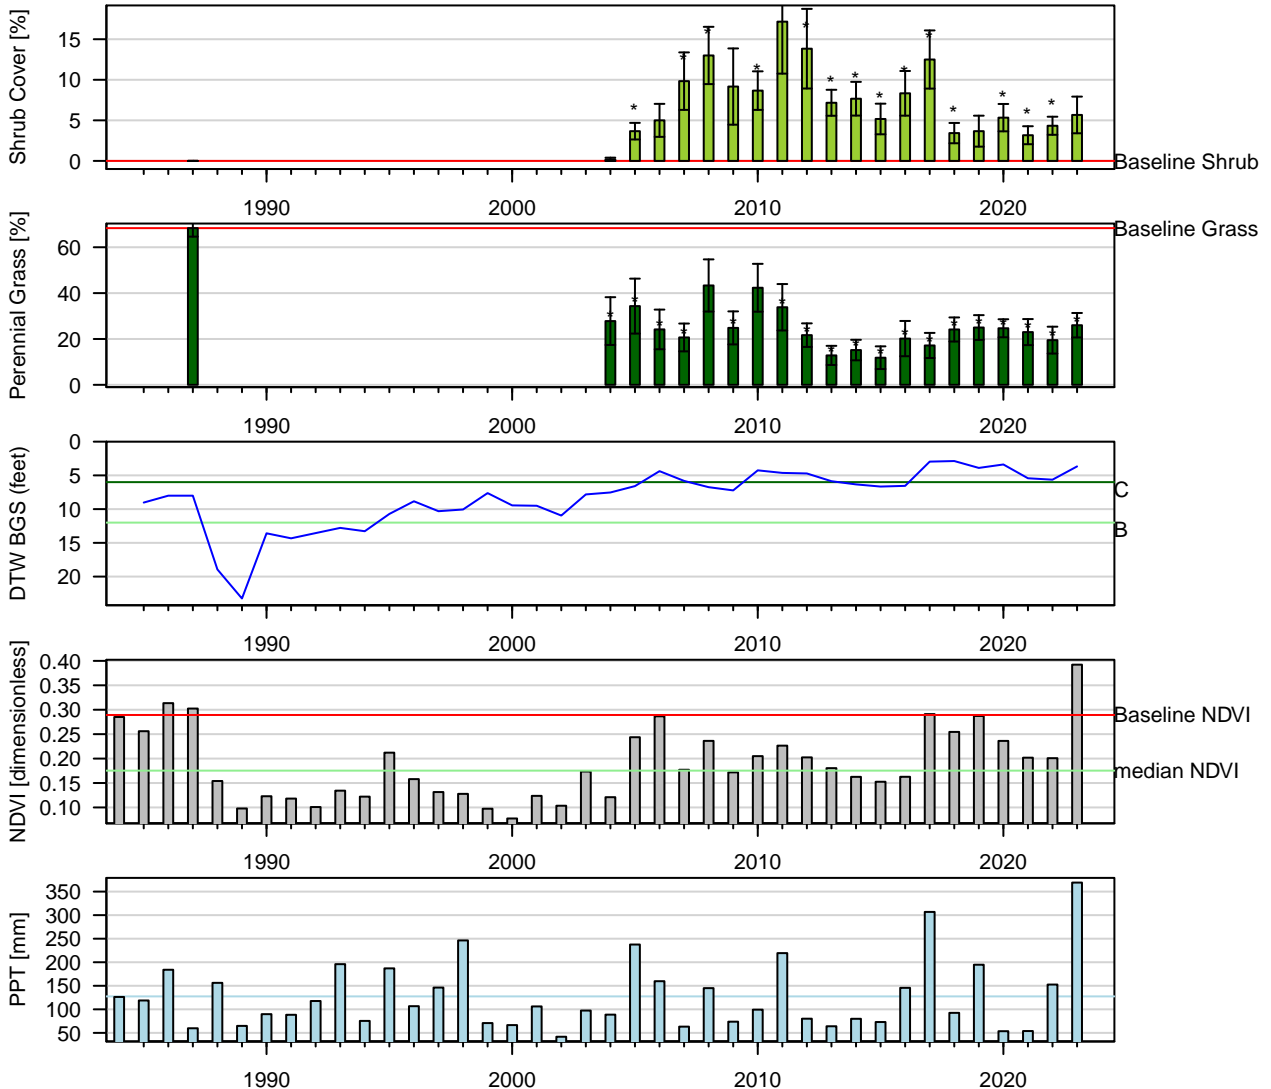 Shrub Cover [%]
15
10
5
0
Baseline Shrub
* * * * * * * * * * * * * *
1990 2000 2010 2020
Perennial Grass [%]
60
40
20
0
Baseline Grass
* * * * * * * * * * * * * * * * * *
1990 2000 2010 2020
DTW BGS (feet)
0
5
10
15
20
C
B
1990 2000 2010 2020
NDVI [dimensionless]
0.40
0.35
0.30
0.25
0.20
0.15
0.10
Baseline NDVI
median NDVI
1990 2000 2010 2020
PPT [mm]
350
300
250
200
150
100
50
1990 2000 2010 2020